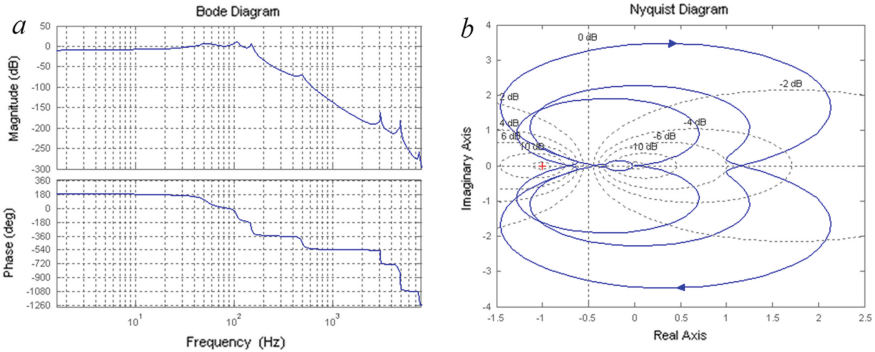 a
Bode Diagram
Magnitude (dB)
50
0
-50
-100
-150
-200
-250
-300
Phase (deg)
360
180
0
-180
-360
-540
-720
-900
-1080
-1260
10¹
10²
10³
Frequency (Hz)
b
Nyquist Diagram
Imaginary Axis
4
3
2
1
0
-1
-2
-3
-4
0 dB
-2 dB
2 dB
4 dB
-4 dB
6 dB
-6 dB
10 dB
-10 dB
-1.5
-1
-0.5
0
0.5
1
1.5
2
2.5
Real Axis